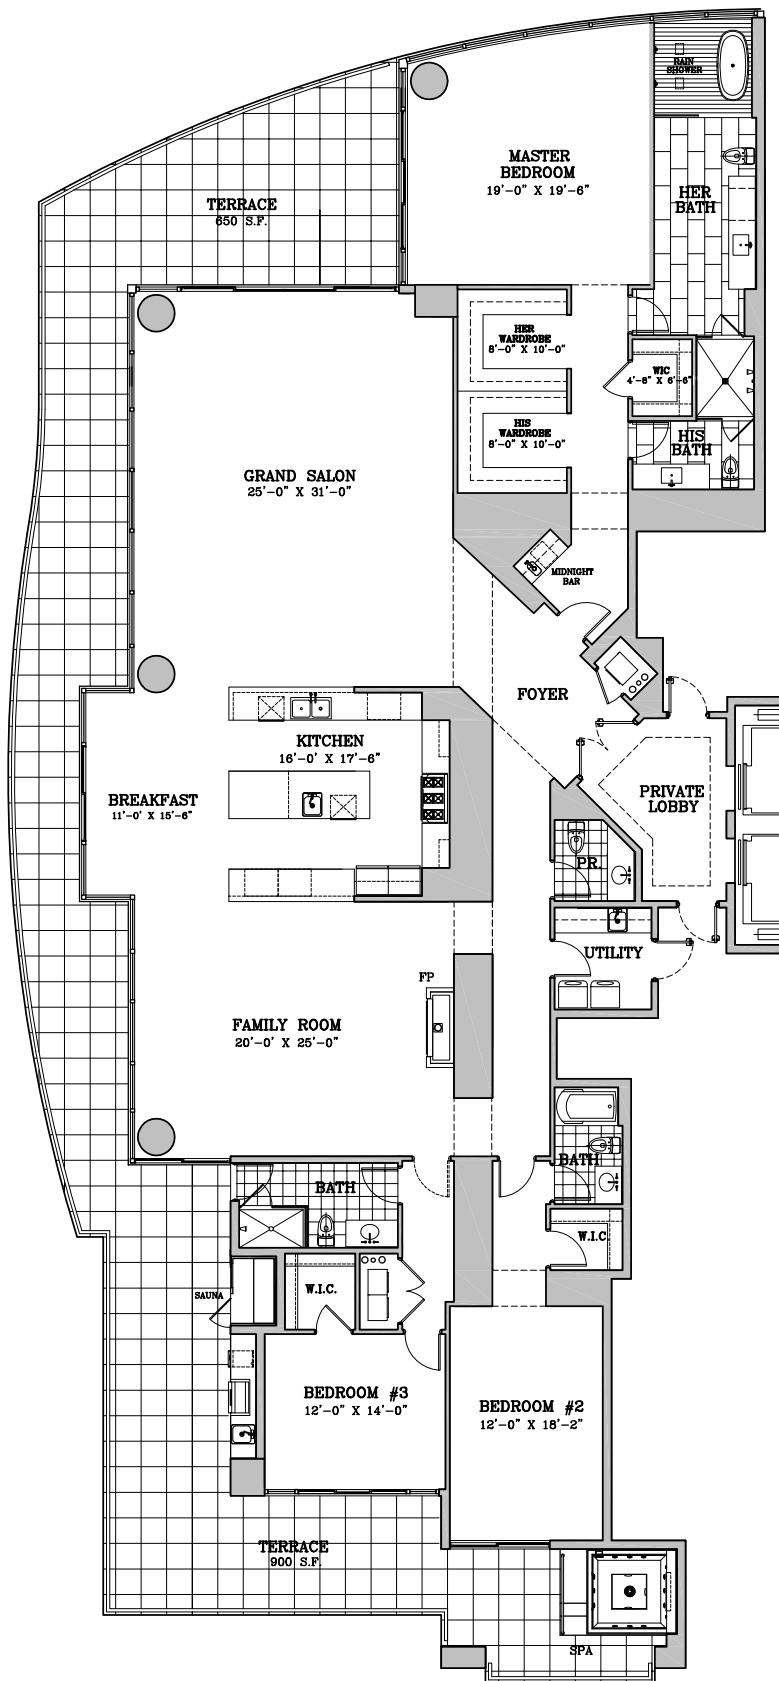 RAIN
SHOWER
MASTER
BEDROOM
19'-0" X 19'-6"
HER
BATH
TERRACE
650 S.F.
HER
WARDROBE
8'-0" X 10'-0"
WIC
4'-8" X 6'-6"
HIS
WARDROBE
8'-0" X 10'-0"
HIS
BATH
GRAND SALON
25'-0" X 31'-0"
MIDNIGHT
BAR
FOYER
KITCHEN
16'-0' X 17'-6"
BREAKFAST
11'-0' X 15'-6"
PRIVATE
LOBBY
PR.
UTILITY
FP
FAMILY ROOM
20'-0' X 25'-0"
BATH
BATH
W.I.C.
SAUNA
W.I.C.
BEDROOM #3
12'-0" X 14'-0"
BEDROOM #2
12'-0" X 18'-2"
TERRACE
900 S.F.
SPA